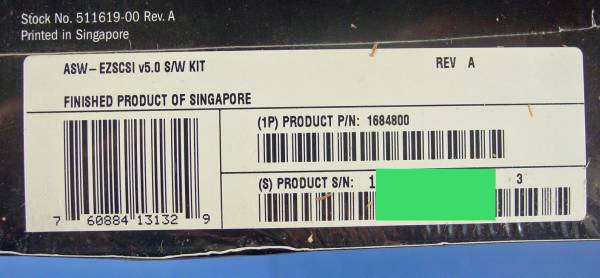 Stock No. 511619-00 Rev. A
Printed in Singapore
ASW-EZSCSI v5.0 S/W KIT REV A
FINISHED PRODUCT OF SINGAPORE
(1P) PRODUCT P/N: 1684800
(S) PRODUCT S/N: 1 3
7 60884 13132 9